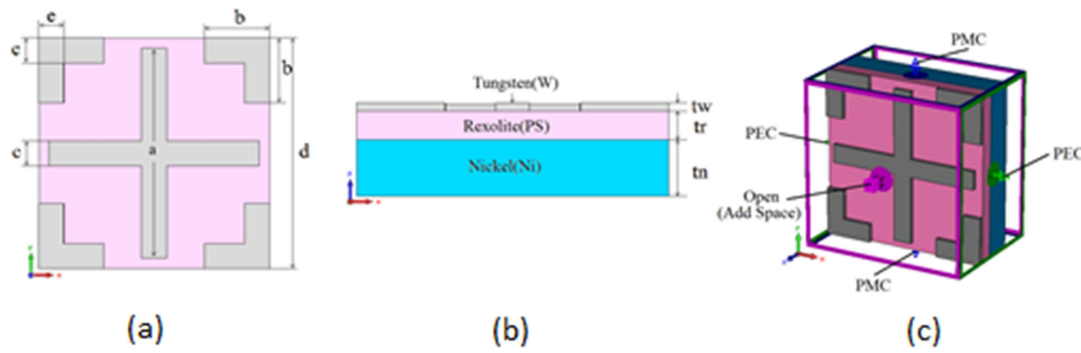 e
b
e
b
a
c
d
(a)
Tungsten(W)
tw
Rexolite(PS)
tr
Nickel(Ni)
tn
(b)
PMC
PEC
PEC
Open
(Add Space)
PMC
(c)